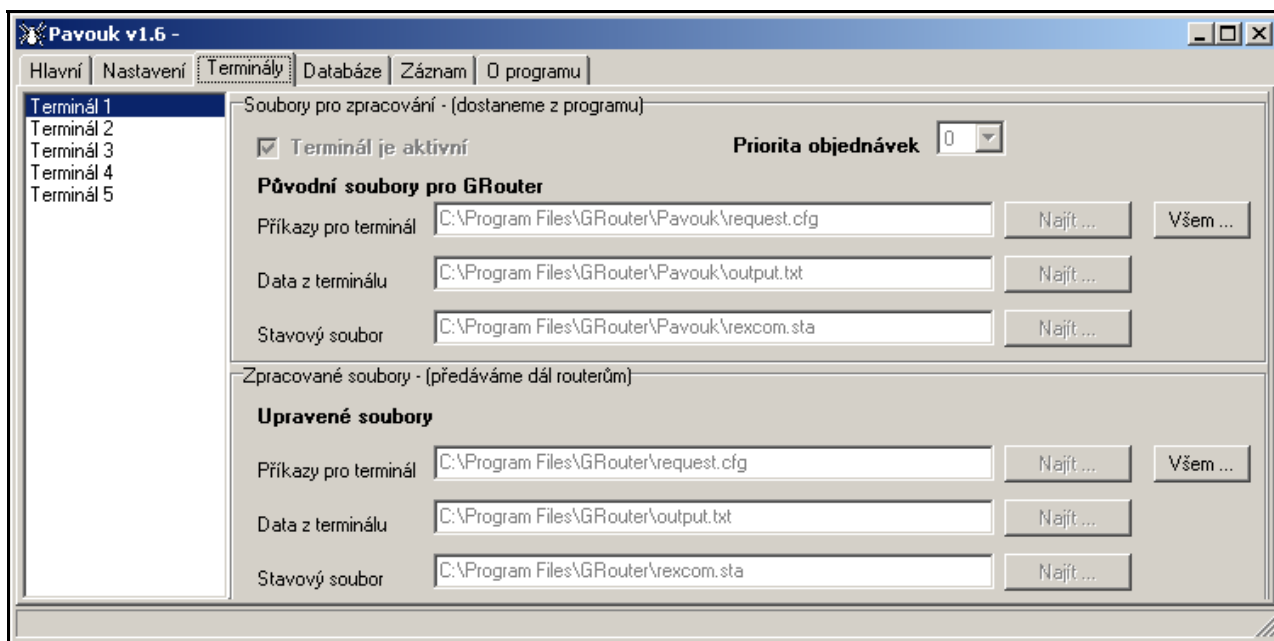 Pavouk v1.6 -
Hlavní Nastavení Terminály Databáze Záznam O programu
Terminál 1
Terminál 2
Terminál 3
Terminál 4
Terminál 5
Soubory pro zpracování - (dostaneme z programu)
Terminál je aktivní Priorita objednávek 0
Původní soubory pro GRouter
Příkazy pro terminál C:\Program Files\GRouter\Pavouk\request.cfg Najít ... Všem ...
Data z terminálu C:\Program Files\GRouter\Pavouk\output.txt Najít ...
Stavový soubor C:\Program Files\GRouter\Pavouk\rexcom.sta Najít ...
Zpracované soubory - (předáváme dál routerům)
Upravené soubory
Příkazy pro terminál C:\Program Files\GRouter\request.cfg Najít ... Všem ...
Data z terminálu C:\Program Files\GRouter\output.txt Najít ...
Stavový soubor C:\Program Files\GRouter\rexcom.sta Najít ...